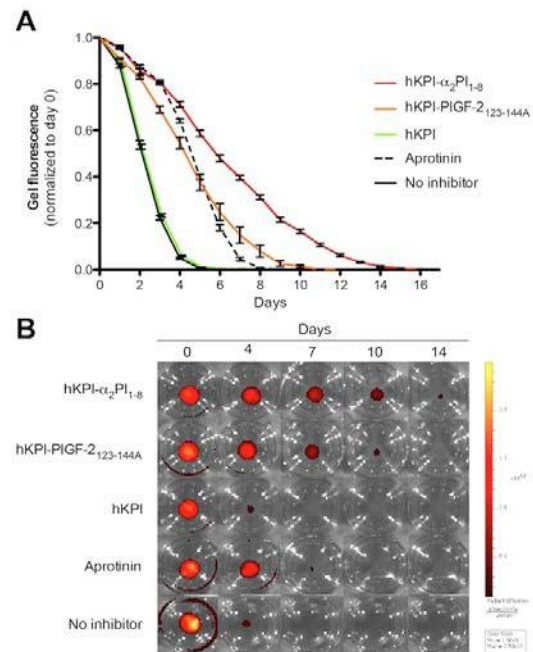 A
Gel fluorescence
(normalized to day 0)
1.0
0.8
0.6
0.4
0.2
0.0
0 2 4 6 8 10 12 14 16
Days
hKPI-α₂PI₁₋₈
hKPI-PlGF-2₁₂₃₋₁₄₄A
hKPI
Aprotinin
No inhibitor
B
Days
0 4 7 10 14
hKPI-α₂PI₁₋₈
hKPI-PlGF-2₁₂₃₋₁₄₄A
hKPI
Aprotinin
No inhibitor